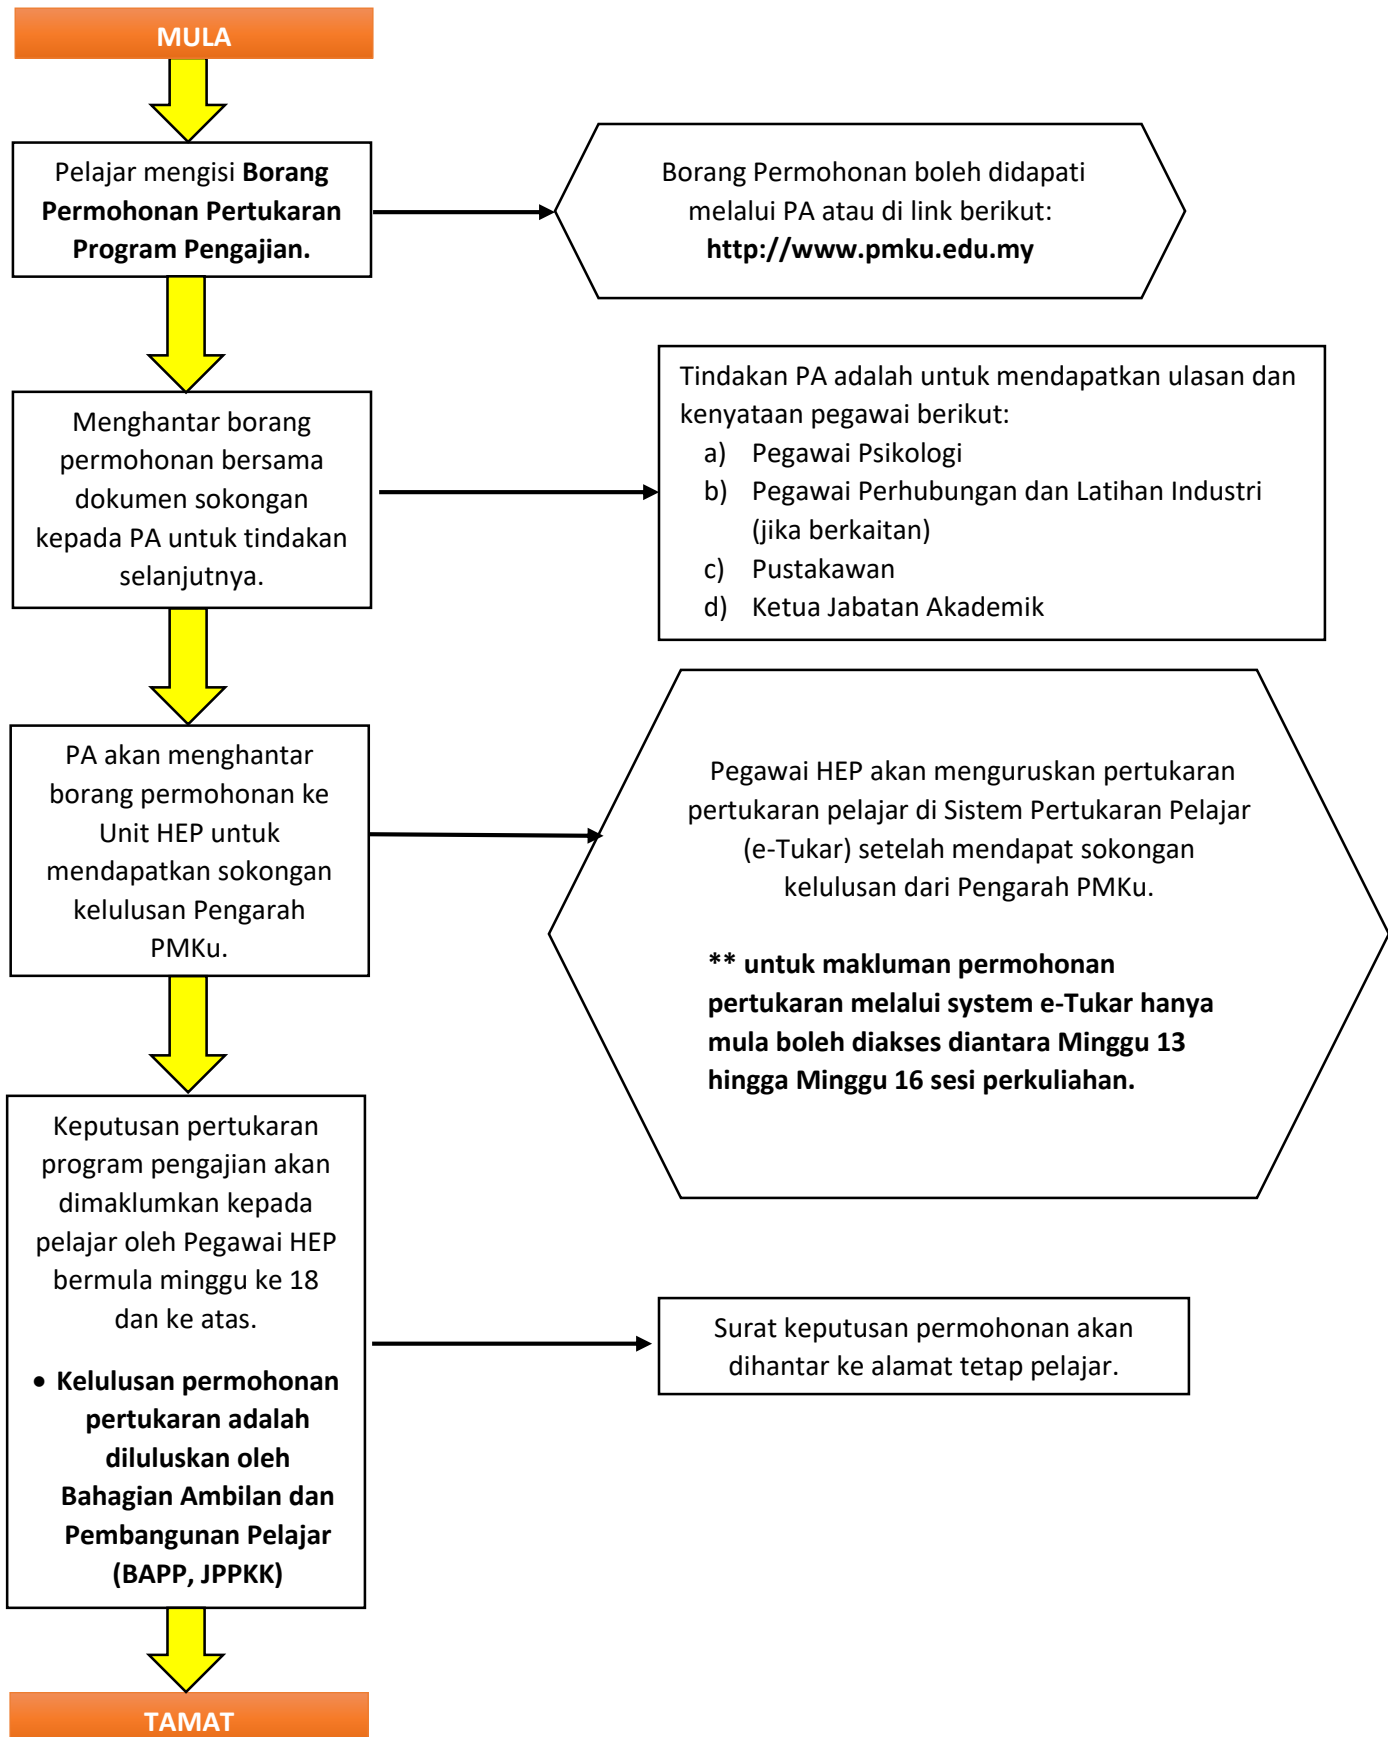 MULA
Pelajar mengisi Borang
Permohonan Pertukaran
Program Pengajian.
Borang Permohonan boleh didapati
melalui PA atau di link berikut:
http://www.pmku.edu.my
Menghantar borang
permohonan bersama
dokumen sokongan
kepada PA untuk tindakan
selanjutnya.
Tindakan PA adalah untuk mendapatkan ulasan dan
kenyataan pegawai berikut:
a) Pegawai Psikologi
b) Pegawai Perhubungan dan Latihan Industri
(jika berkaitan)
c) Pustakawan
d) Ketua Jabatan Akademik
PA akan menghantar
borang permohonan ke
Unit HEP untuk
mendapatkan sokongan
kelulusan Pengarah
PMKu.
Pegawai HEP akan menguruskan pertukaran
pertukaran pelajar di Sistem Pertukaran Pelajar
(e-Tukar) setelah mendapat sokongan
kelulusan dari Pengarah PMKu.
** untuk makluman permohonan
pertukaran melalui system e-Tukar hanya
mula boleh diakses diantara Minggu 13
hingga Minggu 16 sesi perkuliahan.
Keputusan pertukaran
program pengajian akan
dimaklumkan kepada
pelajar oleh Pegawai HEP
bermula minggu ke 18
dan ke atas.
• Kelulusan permohonan
pertukaran adalah
diluluskan oleh
Bahagian Ambilan dan
Pembangunan Pelajar
(BAPP, JPPKK)
Surat keputusan permohonan akan
dihantar ke alamat tetap pelajar.
TAMAT